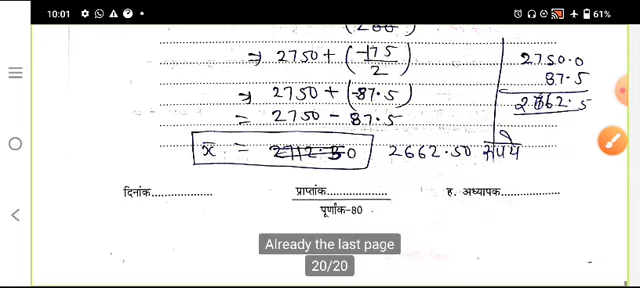 10:01 61%
(200)
⇒ 2750 + (-175/2)
2750.0
⇒ 2750 + (-87.5)
87.5
= 2750 - 87.5
2662.5
x̄ = 2662.50 रुपये
दिनांक.................... प्राप्तांक.................... ह. अध्यापक....................
पूर्णांक-80
Already the last page
20/20